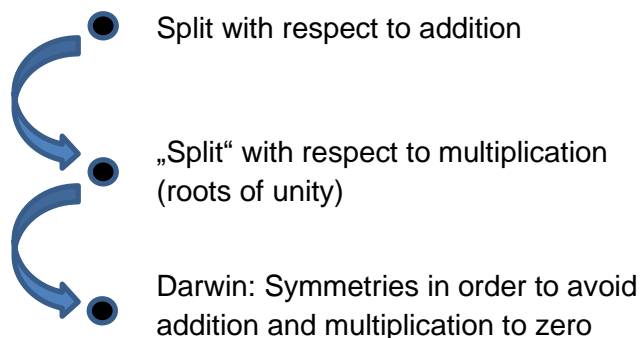 Split with respect to addition
„Split“ with respect to multiplication
(roots of unity)
Darwin: Symmetries in order to avoid
addition and multiplication to zero